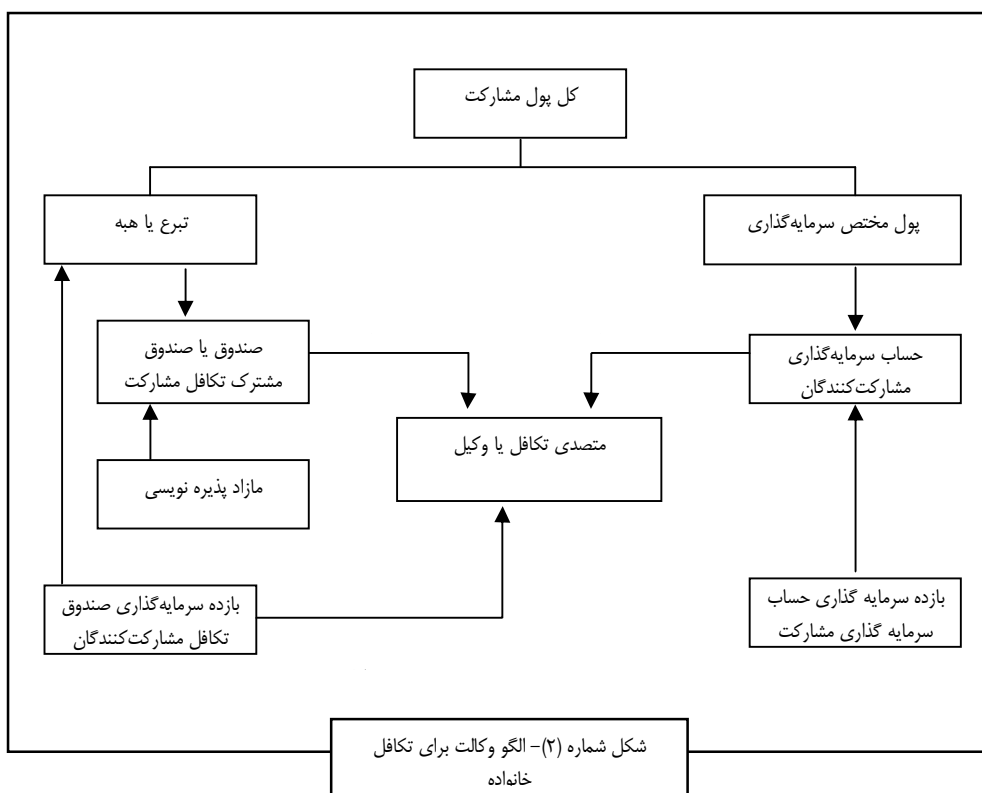 کل پول مشارکت
پول مختص سرمایه‌گذاری
تبرع یا هبه
حساب سرمایه‌گذاری
مشارکت‌کنندگان
صندوق یا صندوق
مشترک تکافل مشارکت
متصدی تکافل یا وکیل
مازاد پذیره نویسی
بازده سرمایه گذاری حساب
سرمایه گذاری مشارکت
بازده سرمایه‌گذاری صندوق
تکافل مشارکت‌کنندگان
شکل شماره (۲)- الگو وکالت برای تکافل
خانواده